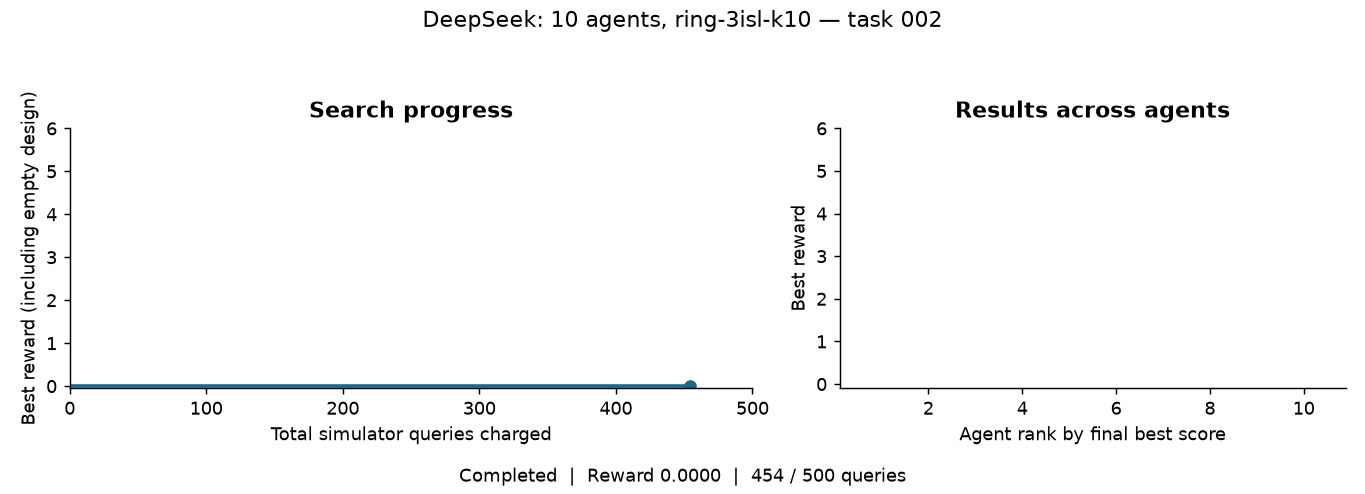 DeepSeek: 10 agents, ring-3isl-k10 — task 002
Search progress
Best reward (including empty design)
6
5
4
3
2
1
0
0 100 200 300 400 500
Total simulator queries charged
Results across agents
Best reward
6
5
4
3
2
1
0
2 4 6 8 10
Agent rank by final best score
Completed | Reward 0.0000 | 454 / 500 queries